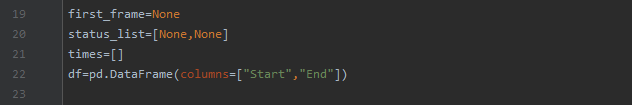 19 first_frame=None
20 status_list=[None,None]
21 times=[]
22 df=pd.DataFrame(columns=["Start","End"])
23